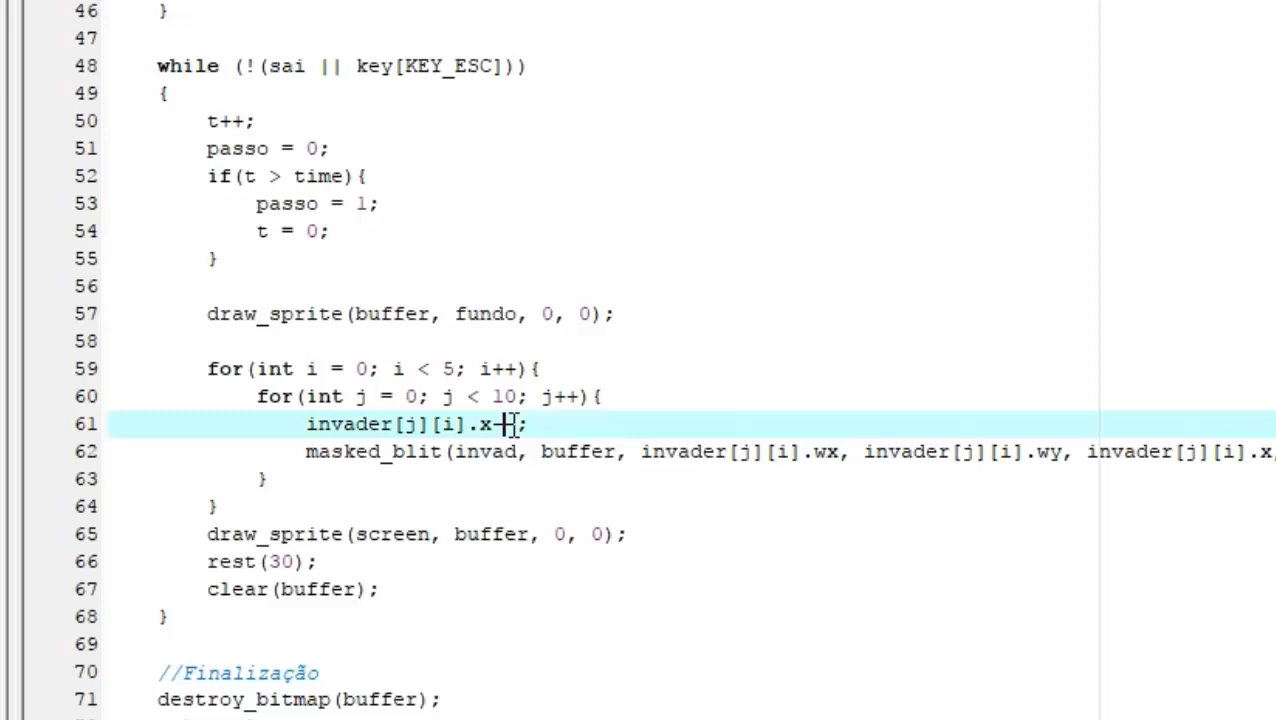 46 }
47
48 while (!(sai || key[KEY_ESC]))
49 {
50 t++;
51 passo = 0;
52 if(t > time){
53 passo = 1;
54 t = 0;
55 }
56
57 draw_sprite(buffer, fundo, 0, 0);
58
59 for(int i = 0; i < 5; i++){
60 for(int j = 0; j < 10; j++){
61 invader[j][i].x++;
62 masked_blit(invad, buffer, invader[j][i].wx, invader[j][i].wy, invader[j][i].x,
63 }
64 }
65 draw_sprite(screen, buffer, 0, 0);
66 rest(30);
67 clear(buffer);
68 }
69
70 //Finalização
71 destroy_bitmap(buffer);